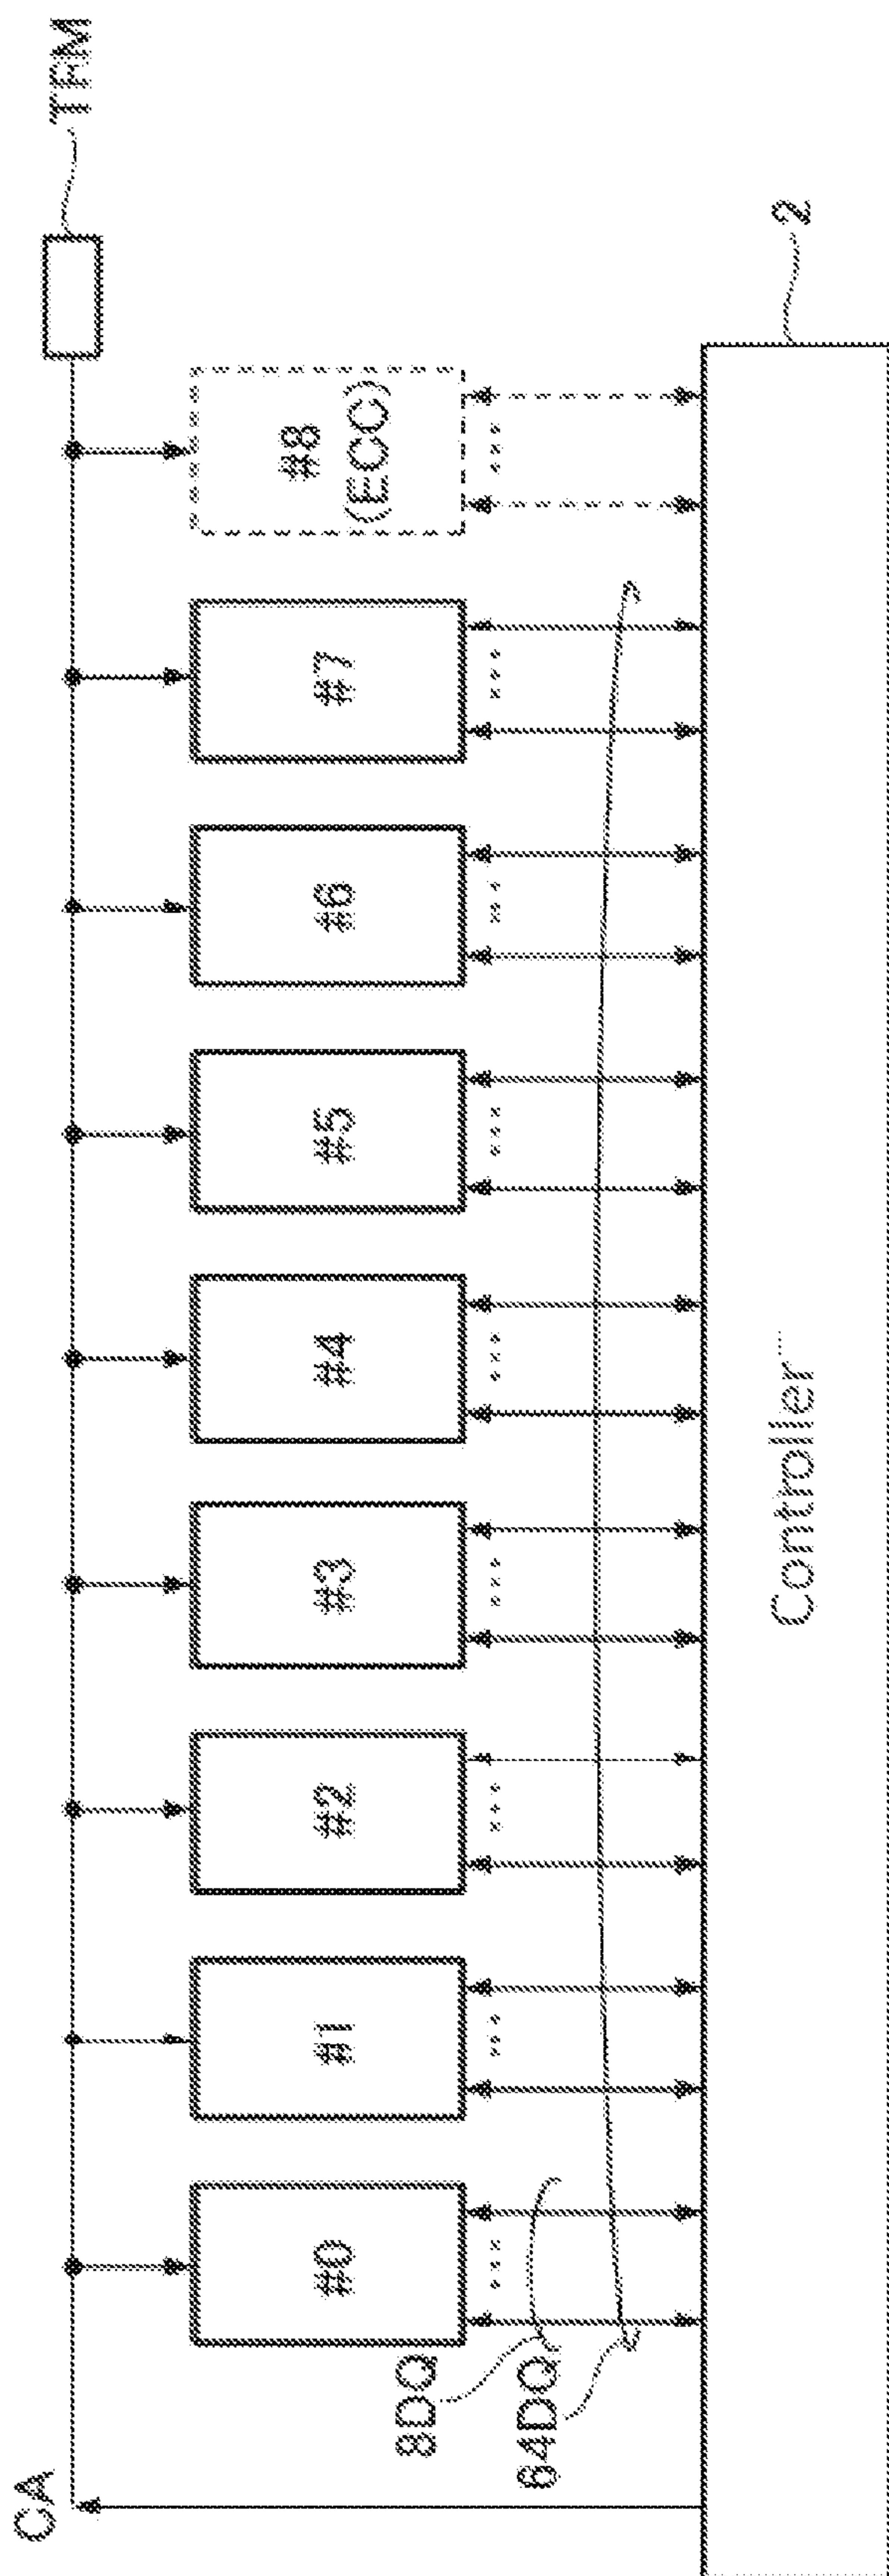 CA
TRM
#0
#1
#2
#3
#4
#5
#6
#7
#8
(ECC)
8DQ
64DQ
Controller
2